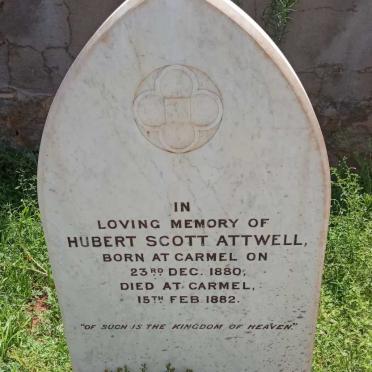 IN
LOVING MEMORY OF
HUBERT SCOTT ATTWELL,
BORN AT CARMEL ON
23RD DEC. 1880,
DIED AT CARMEL,
15TH FEB. 1882.
"OF SUCH IS THE KINGDOM OF HEAVEN."